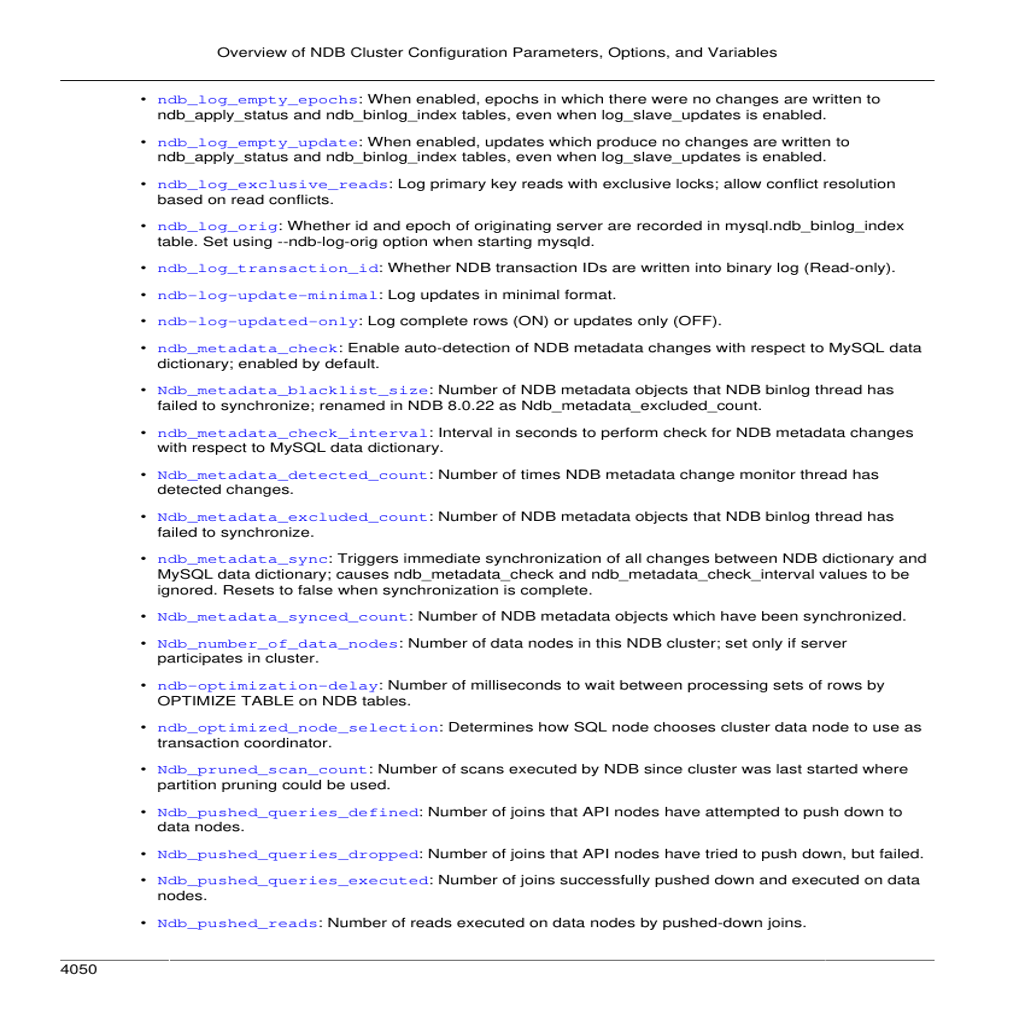 Overview of NDB Cluster Configuration Parameters, Options, and Variables
• ndb_log_empty_epochs: When enabled, epochs in which there were no changes are written to
ndb_apply_status and ndb_binlog_index tables, even when log_slave_updates is enabled.
• ndb_log_empty_update: When enabled, updates which produce no changes are written to
ndb_apply_status and ndb_binlog_index tables, even when log_slave_updates is enabled.
• ndb_log_exclusive_reads: Log primary key reads with exclusive locks; allow conflict resolution
based on read conflicts.
• ndb_log_orig: Whether id and epoch of originating server are recorded in mysql.ndb_binlog_index
table. Set using --ndb-log-orig option when starting mysqld.
• ndb_log_transaction_id: Whether NDB transaction IDs are written into binary log (Read-only).
• ndb-log-update-minimal: Log updates in minimal format.
• ndb-log-updated-only: Log complete rows (ON) or updates only (OFF).
• ndb_metadata_check: Enable auto-detection of NDB metadata changes with respect to MySQL data
dictionary; enabled by default.
• Ndb_metadata_blacklist_size: Number of NDB metadata objects that NDB binlog thread has
failed to synchronize; renamed in NDB 8.0.22 as Ndb_metadata_excluded_count.
• ndb_metadata_check_interval: Interval in seconds to perform check for NDB metadata changes
with respect to MySQL data dictionary.
• Ndb_metadata_detected_count: Number of times NDB metadata change monitor thread has
detected changes.
• Ndb_metadata_excluded_count: Number of NDB metadata objects that NDB binlog thread has
failed to synchronize.
• ndb_metadata_sync: Triggers immediate synchronization of all changes between NDB dictionary and
MySQL data dictionary; causes ndb_metadata_check and ndb_metadata_check_interval values to be
ignored. Resets to false when synchronization is complete.
• Ndb_metadata_synced_count: Number of NDB metadata objects which have been synchronized.
• Ndb_number_of_data_nodes: Number of data nodes in this NDB cluster; set only if server
participates in cluster.
• ndb-optimization-delay: Number of milliseconds to wait between processing sets of rows by
OPTIMIZE TABLE on NDB tables.
• ndb_optimized_node_selection: Determines how SQL node chooses cluster data node to use as
transaction coordinator.
• Ndb_pruned_scan_count: Number of scans executed by NDB since cluster was last started where
partition pruning could be used.
• Ndb_pushed_queries_defined: Number of joins that API nodes have attempted to push down to
data nodes.
• Ndb_pushed_queries_dropped: Number of joins that API nodes have tried to push down, but failed.
• Ndb_pushed_queries_executed: Number of joins successfully pushed down and executed on data
nodes.
• Ndb_pushed_reads: Number of reads executed on data nodes by pushed-down joins.
4050